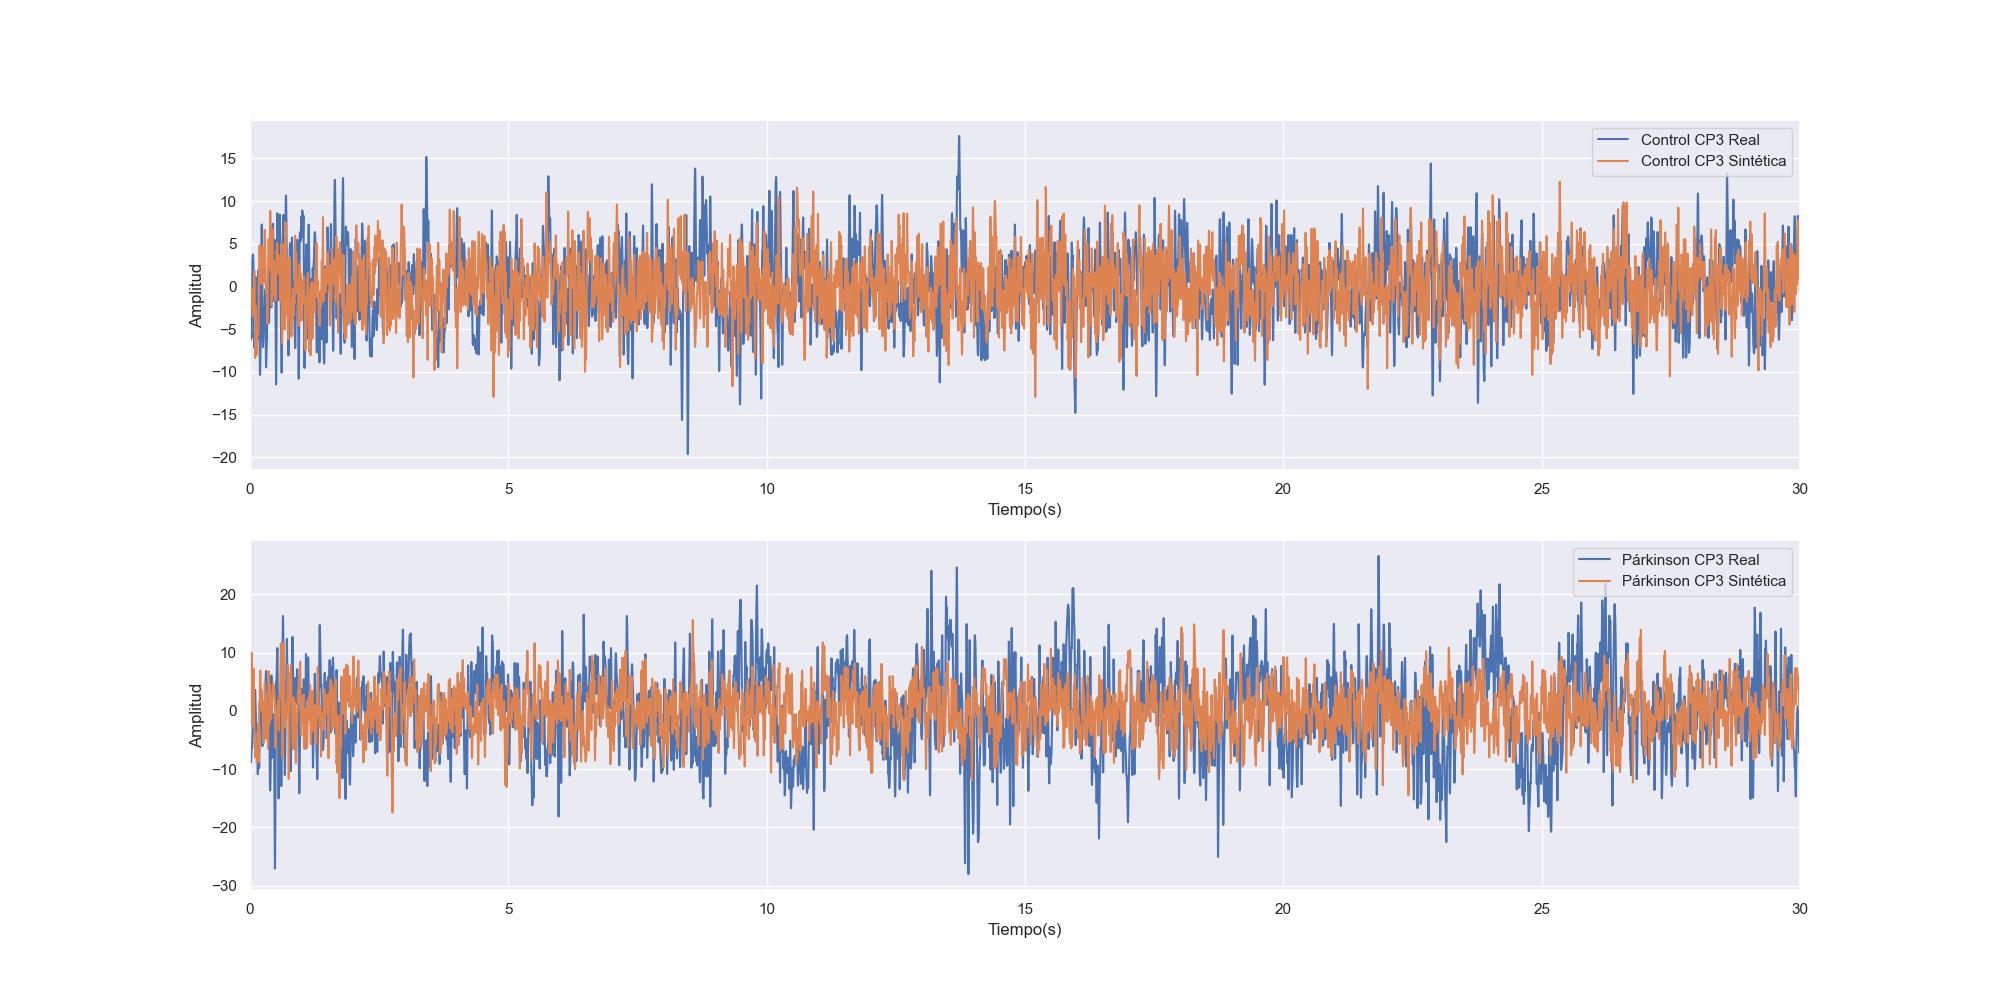 Control CP3 Real
Control CP3 Sintética
15
10
5
0
−5
−10
−15
−20
Amplitud
0 5 10 15 20 25 30
Tiempo(s)
Párkinson CP3 Real
Párkinson CP3 Sintética
20
10
0
−10
−20
−30
Amplitud
0 5 10 15 20 25 30
Tiempo(s)